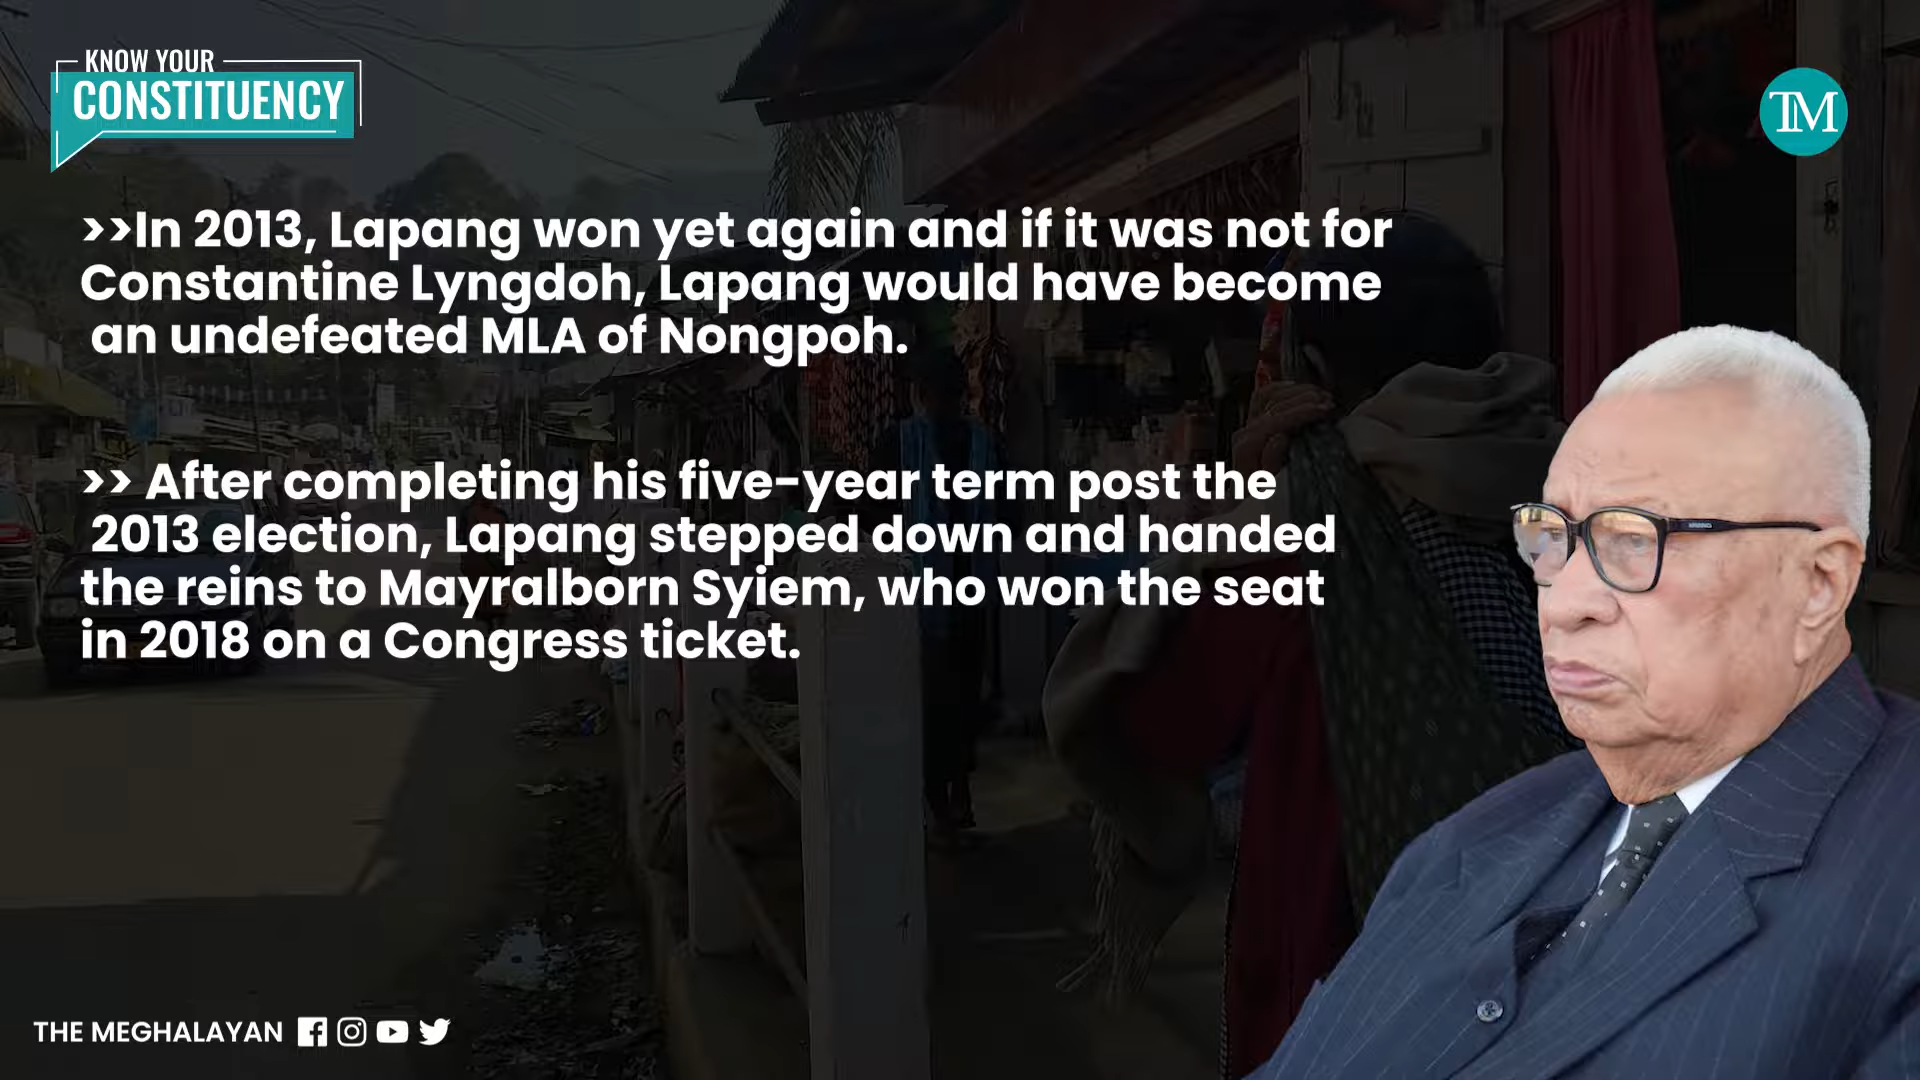 KNOW YOUR
CONSTITUENCY
TM
>>In 2013, Lapang won yet again and if it was not for
Constantine Lyngdoh, Lapang would have become
an undefeated MLA of Nongpoh.
>> After completing his five-year term post the
2013 election, Lapang stepped down and handed
the reins to Mayralborn Syiem, who won the seat
in 2018 on a Congress ticket.
THE MEGHALAYAN